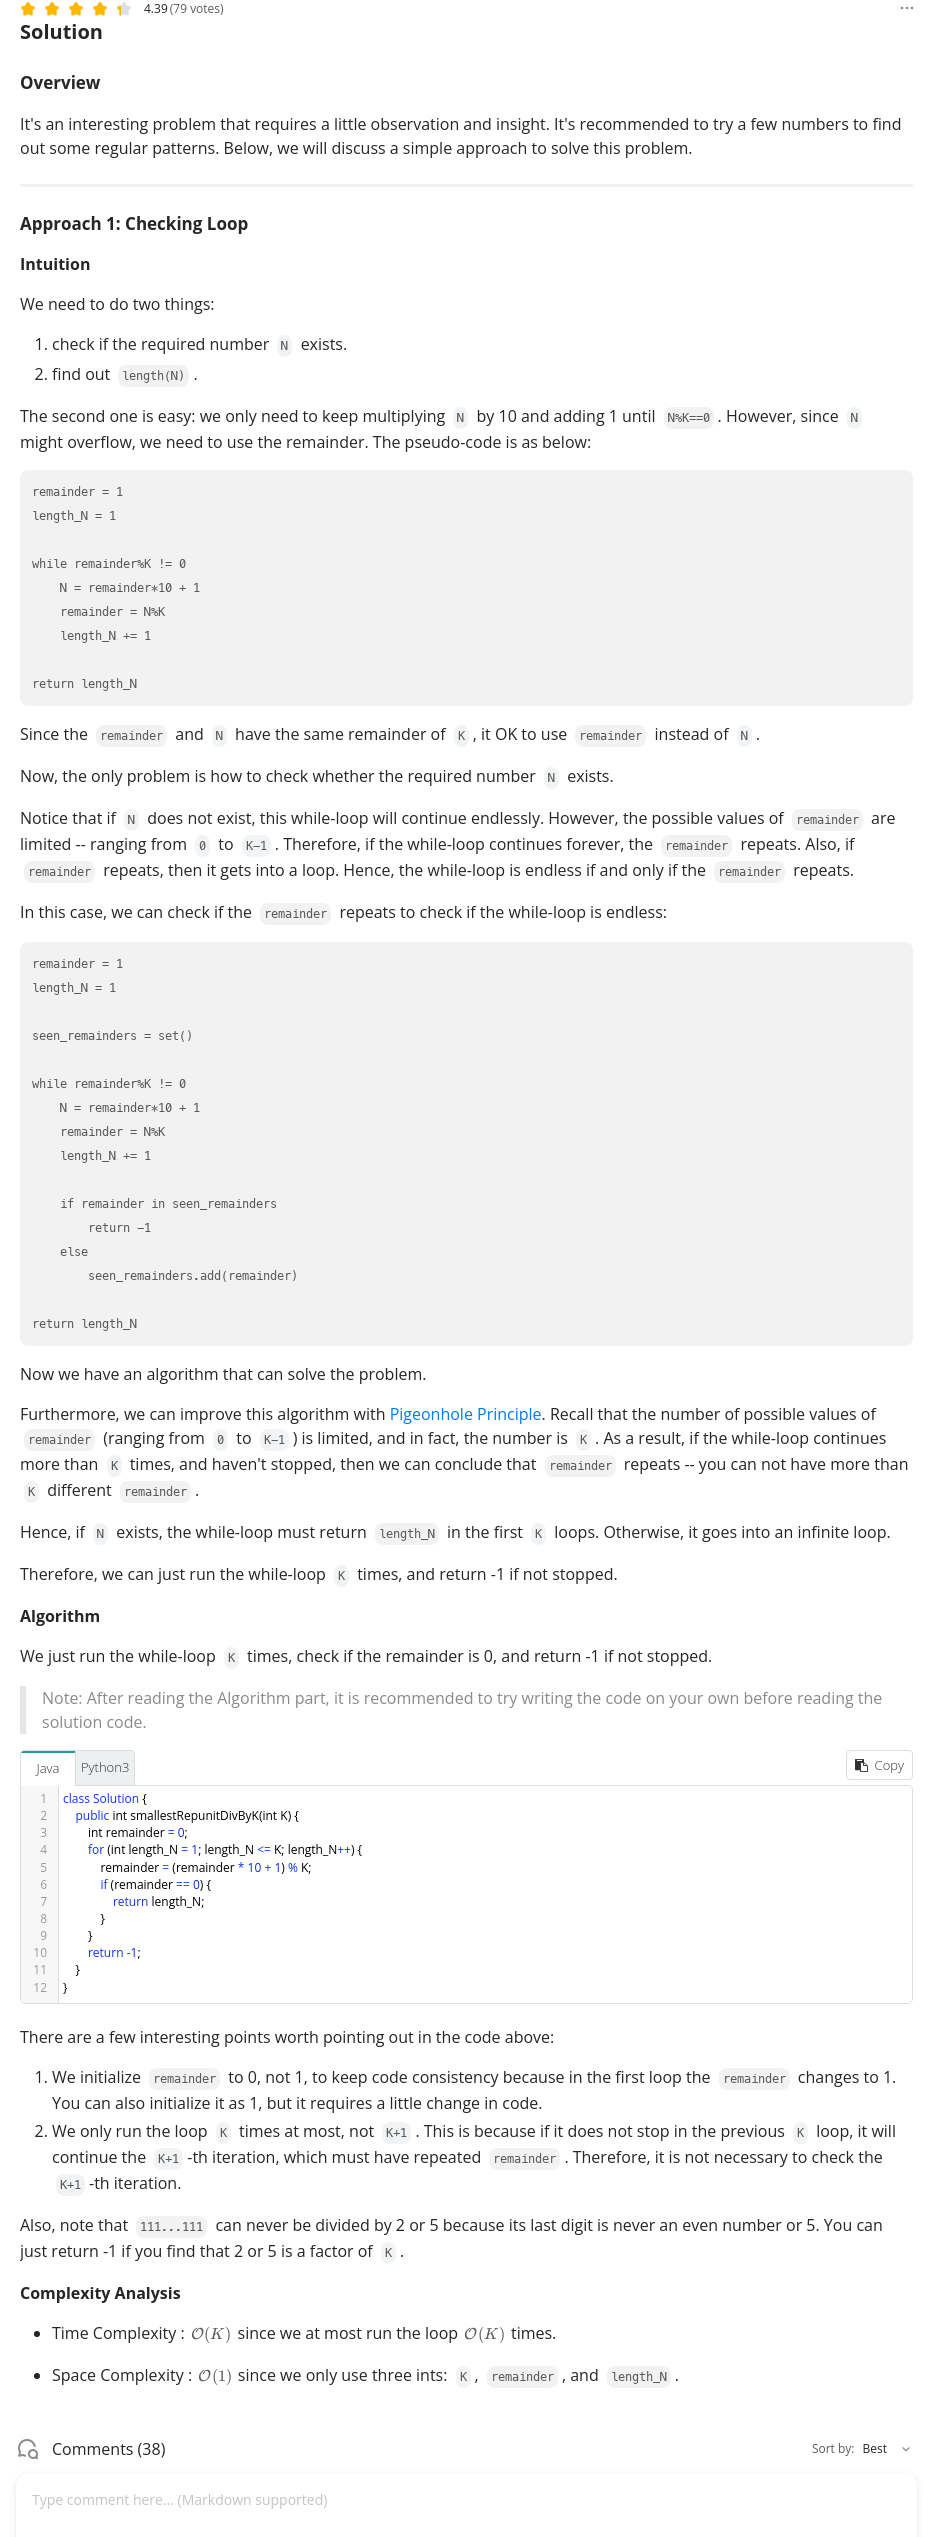 4.39 (79 votes)
Solution
Overview
It's an interesting problem that requires a little observation and insight. It's recommended to try a few numbers to find
out some regular patterns. Below, we will discuss a simple approach to solve this problem.
Approach 1: Checking Loop
Intuition
We need to do two things:
1. check if the required number N exists.
2. find out length(N) .
The second one is easy: we only need to keep multiplying N by 10 and adding 1 until N%K==0 . However, since N
might overflow, we need to use the remainder. The pseudo-code is as below:
remainder = 1
length_N = 1
while remainder%K != 0
    N = remainder*10 + 1
    remainder = N%K
    length_N += 1
return length_N
Since the remainder and N have the same remainder of K , it OK to use remainder instead of N .
Now, the only problem is how to check whether the required number N exists.
Notice that if N does not exist, this while-loop will continue endlessly. However, the possible values of remainder are
limited -- ranging from 0 to K-1 . Therefore, if the while-loop continues forever, the remainder repeats. Also, if
remainder repeats, then it gets into a loop. Hence, the while-loop is endless if and only if the remainder repeats.
In this case, we can check if the remainder repeats to check if the while-loop is endless:
remainder = 1
length_N = 1
seen_remainders = set()
while remainder%K != 0
    N = remainder*10 + 1
    remainder = N%K
    length_N += 1
    if remainder in seen_remainders
        return -1
    else
        seen_remainders.add(remainder)
return length_N
Now we have an algorithm that can solve the problem.
Furthermore, we can improve this algorithm with Pigeonhole Principle. Recall that the number of possible values of
remainder (ranging from 0 to K-1 ) is limited, and in fact, the number is K . As a result, if the while-loop continues
more than K times, and haven't stopped, then we can conclude that remainder repeats -- you can not have more than
K different remainder .
Hence, if N exists, the while-loop must return length_N in the first K loops. Otherwise, it goes into an infinite loop.
Therefore, we can just run the while-loop K times, and return -1 if not stopped.
Algorithm
We just run the while-loop K times, check if the remainder is 0, and return -1 if not stopped.
Note: After reading the Algorithm part, it is recommended to try writing the code on your own before reading the
solution code.
Java Python3 Copy
1 class Solution {
2     public int smallestRepunitDivByK(int K) {
3         int remainder = 0;
4         for (int length_N = 1; length_N <= K; length_N++) {
5             remainder = (remainder * 10 + 1) % K;
6             if (remainder == 0) {
7                 return length_N;
8             }
9         }
10         return -1;
11     }
12 }
There are a few interesting points worth pointing out in the code above:
1. We initialize remainder to 0, not 1, to keep code consistency because in the first loop the remainder changes to 1.
You can also initialize it as 1, but it requires a little change in code.
2. We only run the loop K times at most, not K+1 . This is because if it does not stop in the previous K loop, it will
continue the K+1 -th iteration, which must have repeated remainder . Therefore, it is not necessary to check the
K+1 -th iteration.
Also, note that 111...111 can never be divided by 2 or 5 because its last digit is never an even number or 5. You can
just return -1 if you find that 2 or 5 is a factor of K .
Complexity Analysis
• Time Complexity : O(K) since we at most run the loop O(K) times.
• Space Complexity : O(1) since we only use three ints: K , remainder , and length_N .
Comments (38) Sort by: Best
Type comment here... (Markdown supported)